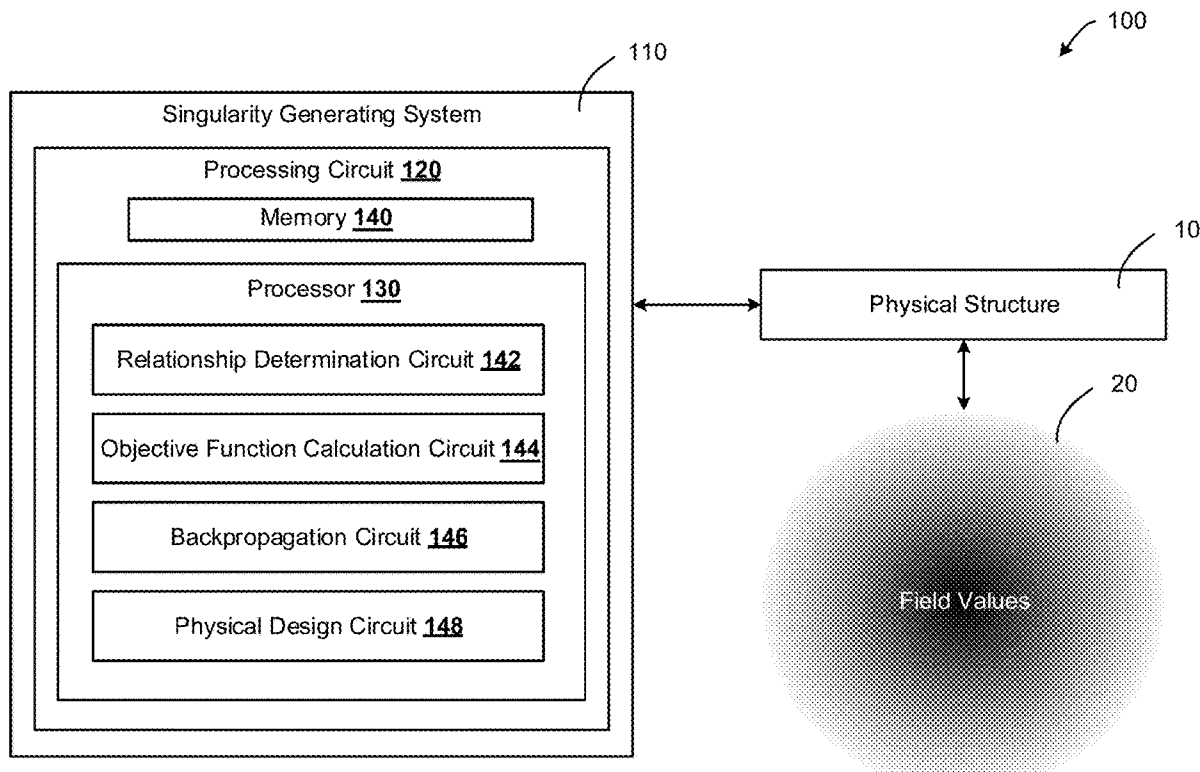 100
110
Singularity Generating System
Processing Circuit 120
Memory 140
Processor 130
Relationship Determination Circuit 142
Objective Function Calculation Circuit 144
Backpropagation Circuit 146
Physical Design Circuit 148
10
Physical Structure
20
Field Values